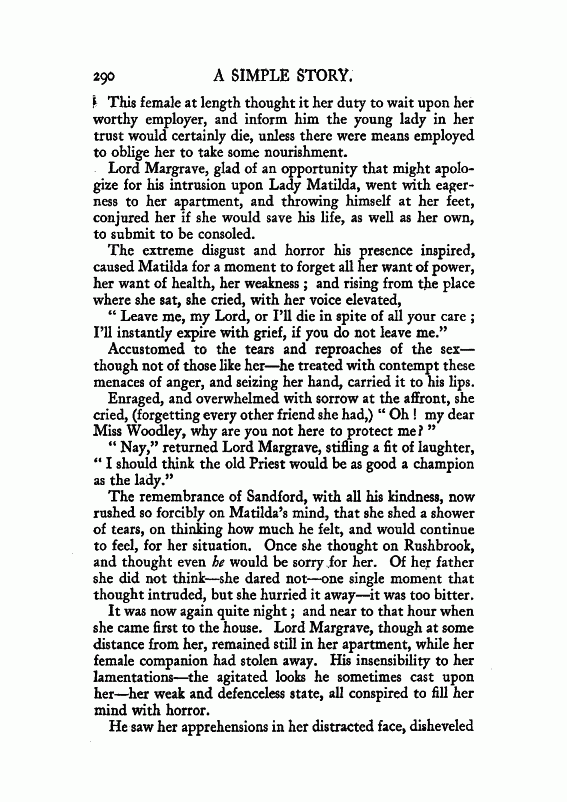 290 A SIMPLE STORY.
This female at length thought it her duty to wait upon her
worthy employer, and inform him the young lady in her
trust would certainly die, unless there were means employed
to oblige her to take some nourishment.
Lord Margrave, glad of an opportunity that might apolo-
gize for his intrusion upon Lady Matilda, went with eager-
ness to her apartment, and throwing himself at her feet,
conjured her if she would save his life, as well as her own,
to submit to be consoled.
The extreme disgust and horror his presence inspired,
caused Matilda for a moment to forget all her want of power,
her want of health, her weakness ; and rising from the place
where she sat, she cried, with her voice elevated,
“ Leave me, my Lord, or I’ll die in spite of all your care ;
I’ll instantly expire with grief, if you do not leave me.”
Accustomed to the tears and reproaches of the sex—
though not of those like her—he treated with contempt these
menaces of anger, and seizing her hand, carried it to his lips.
Enraged, and overwhelmed with sorrow at the affront, she
cried, (forgetting every other friend she had,) “ Oh ! my dear
Miss Woodley, why are you not here to protect me? ”
“ Nay,” returned Lord Margrave, stifling a fit of laughter,
“ I should think the old Priest would be as good a champion
as the lady.”
The remembrance of Sandford, with all his kindness, now
rushed so forcibly on Matilda’s mind, that she shed a shower
of tears, on thinking how much he felt, and would continue
to feel, for her situation. Once she thought on Rushbrook,
and thought even he would be sorry for her. Of her father
she did not think—she dared not—one single moment that
thought intruded, but she hurried it away—it was too bitter.
It was now again quite night ; and near to that hour when
she came first to the house. Lord Margrave, though at some
distance from her, remained still in her apartment, while her
female companion had stolen away. His insensibility to her
lamentations—the agitated looks he sometimes cast upon
her—her weak and defenceless state, all conspired to fill her
mind with horror.
He saw her apprehensions in her distracted face, disheveled